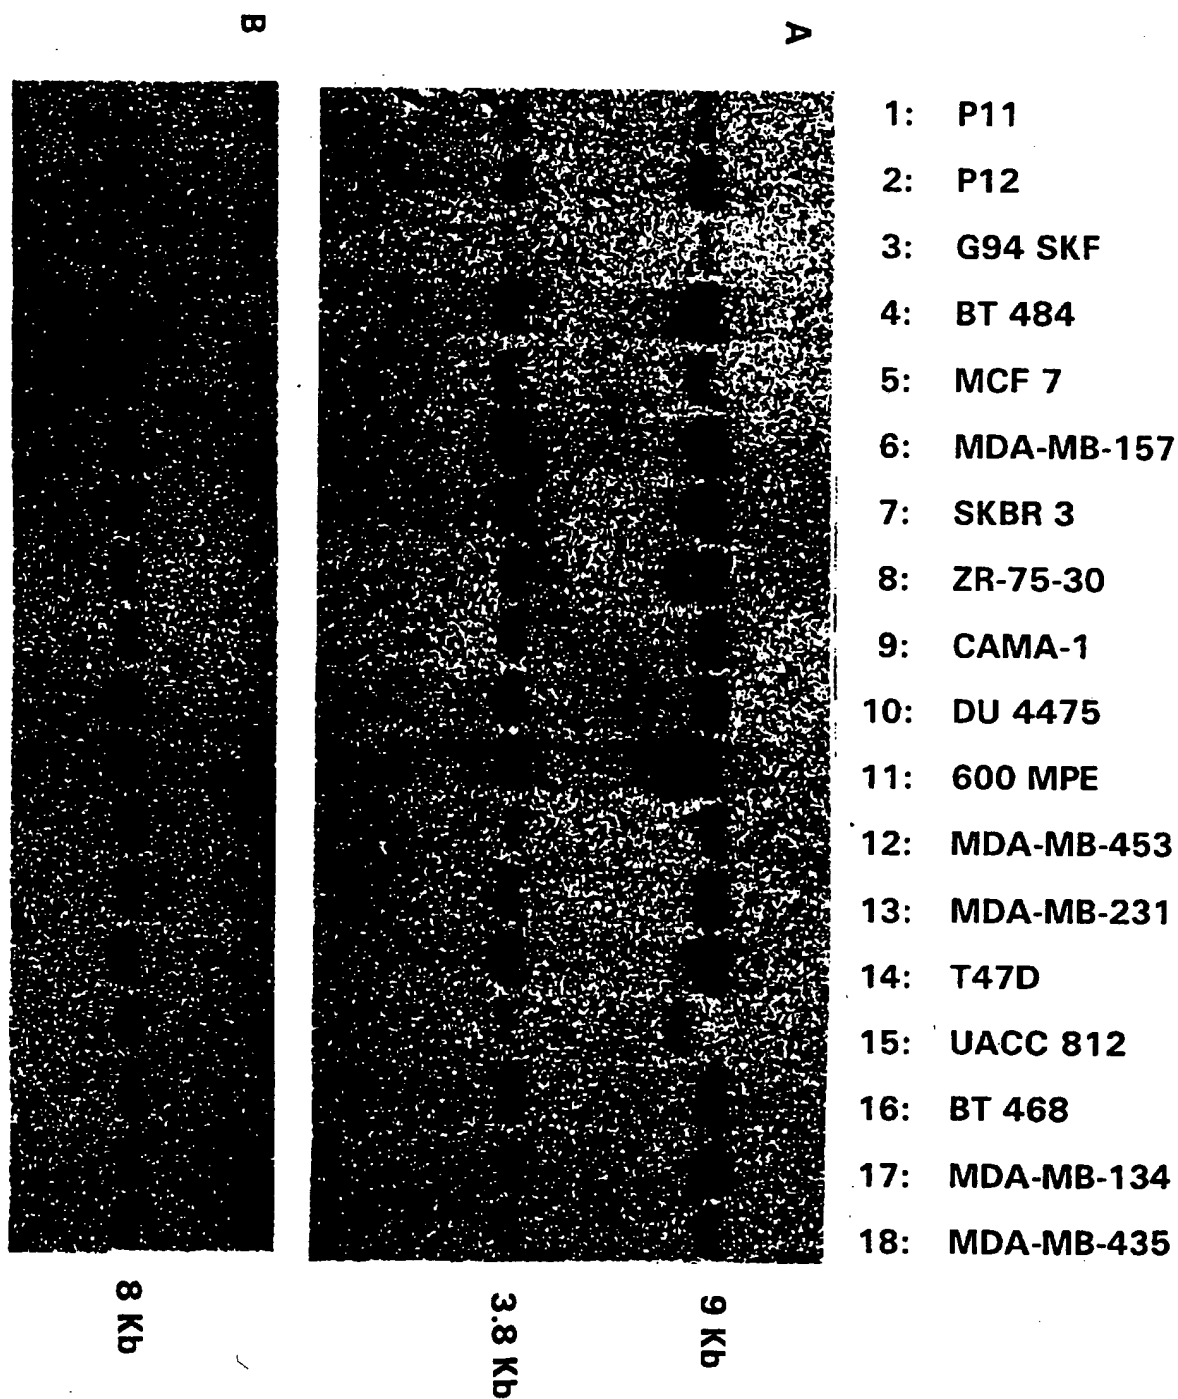 B
A
1: P11
2: P12
3: G94 SKF
4: BT 484
5: MCF 7
6: MDA-MB-157
7: SKBR 3
8: ZR-75-30
9: CAMA-1
10: DU 4475
11: 600 MPE
12: MDA-MB-453
13: MDA-MB-231
14: T47D
15: UACC 812
16: BT 468
17: MDA-MB-134
18: MDA-MB-435
8 Kb
3.8 Kb
9 Kb